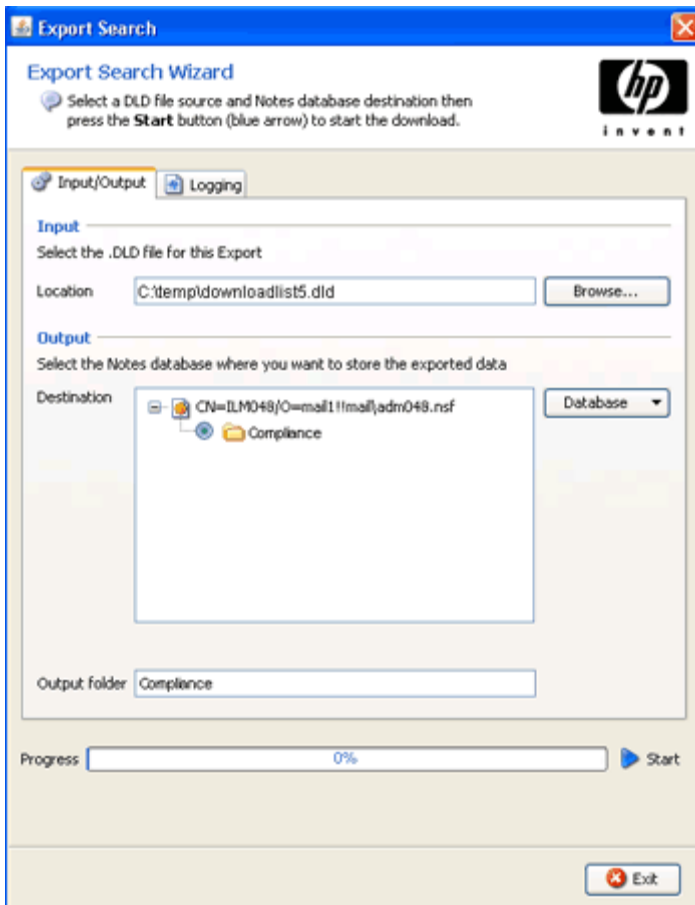 Export Search
Export Search Wizard
Select a DLD file source and Notes database destination then
press the Start button (blue arrow) to start the download.
hp
invent
Input/Output
Logging
Input
Select the .DLD file for this Export
Location
C:\temp\downloadlist5.dld
Browse...
Output
Select the Notes database where you want to store the exported data
Destination
CN=ILM048/O=mail1!!mail\adm048.nsf
Database
Compliance
Output folder
Compliance
Progress
0%
Start
Exit